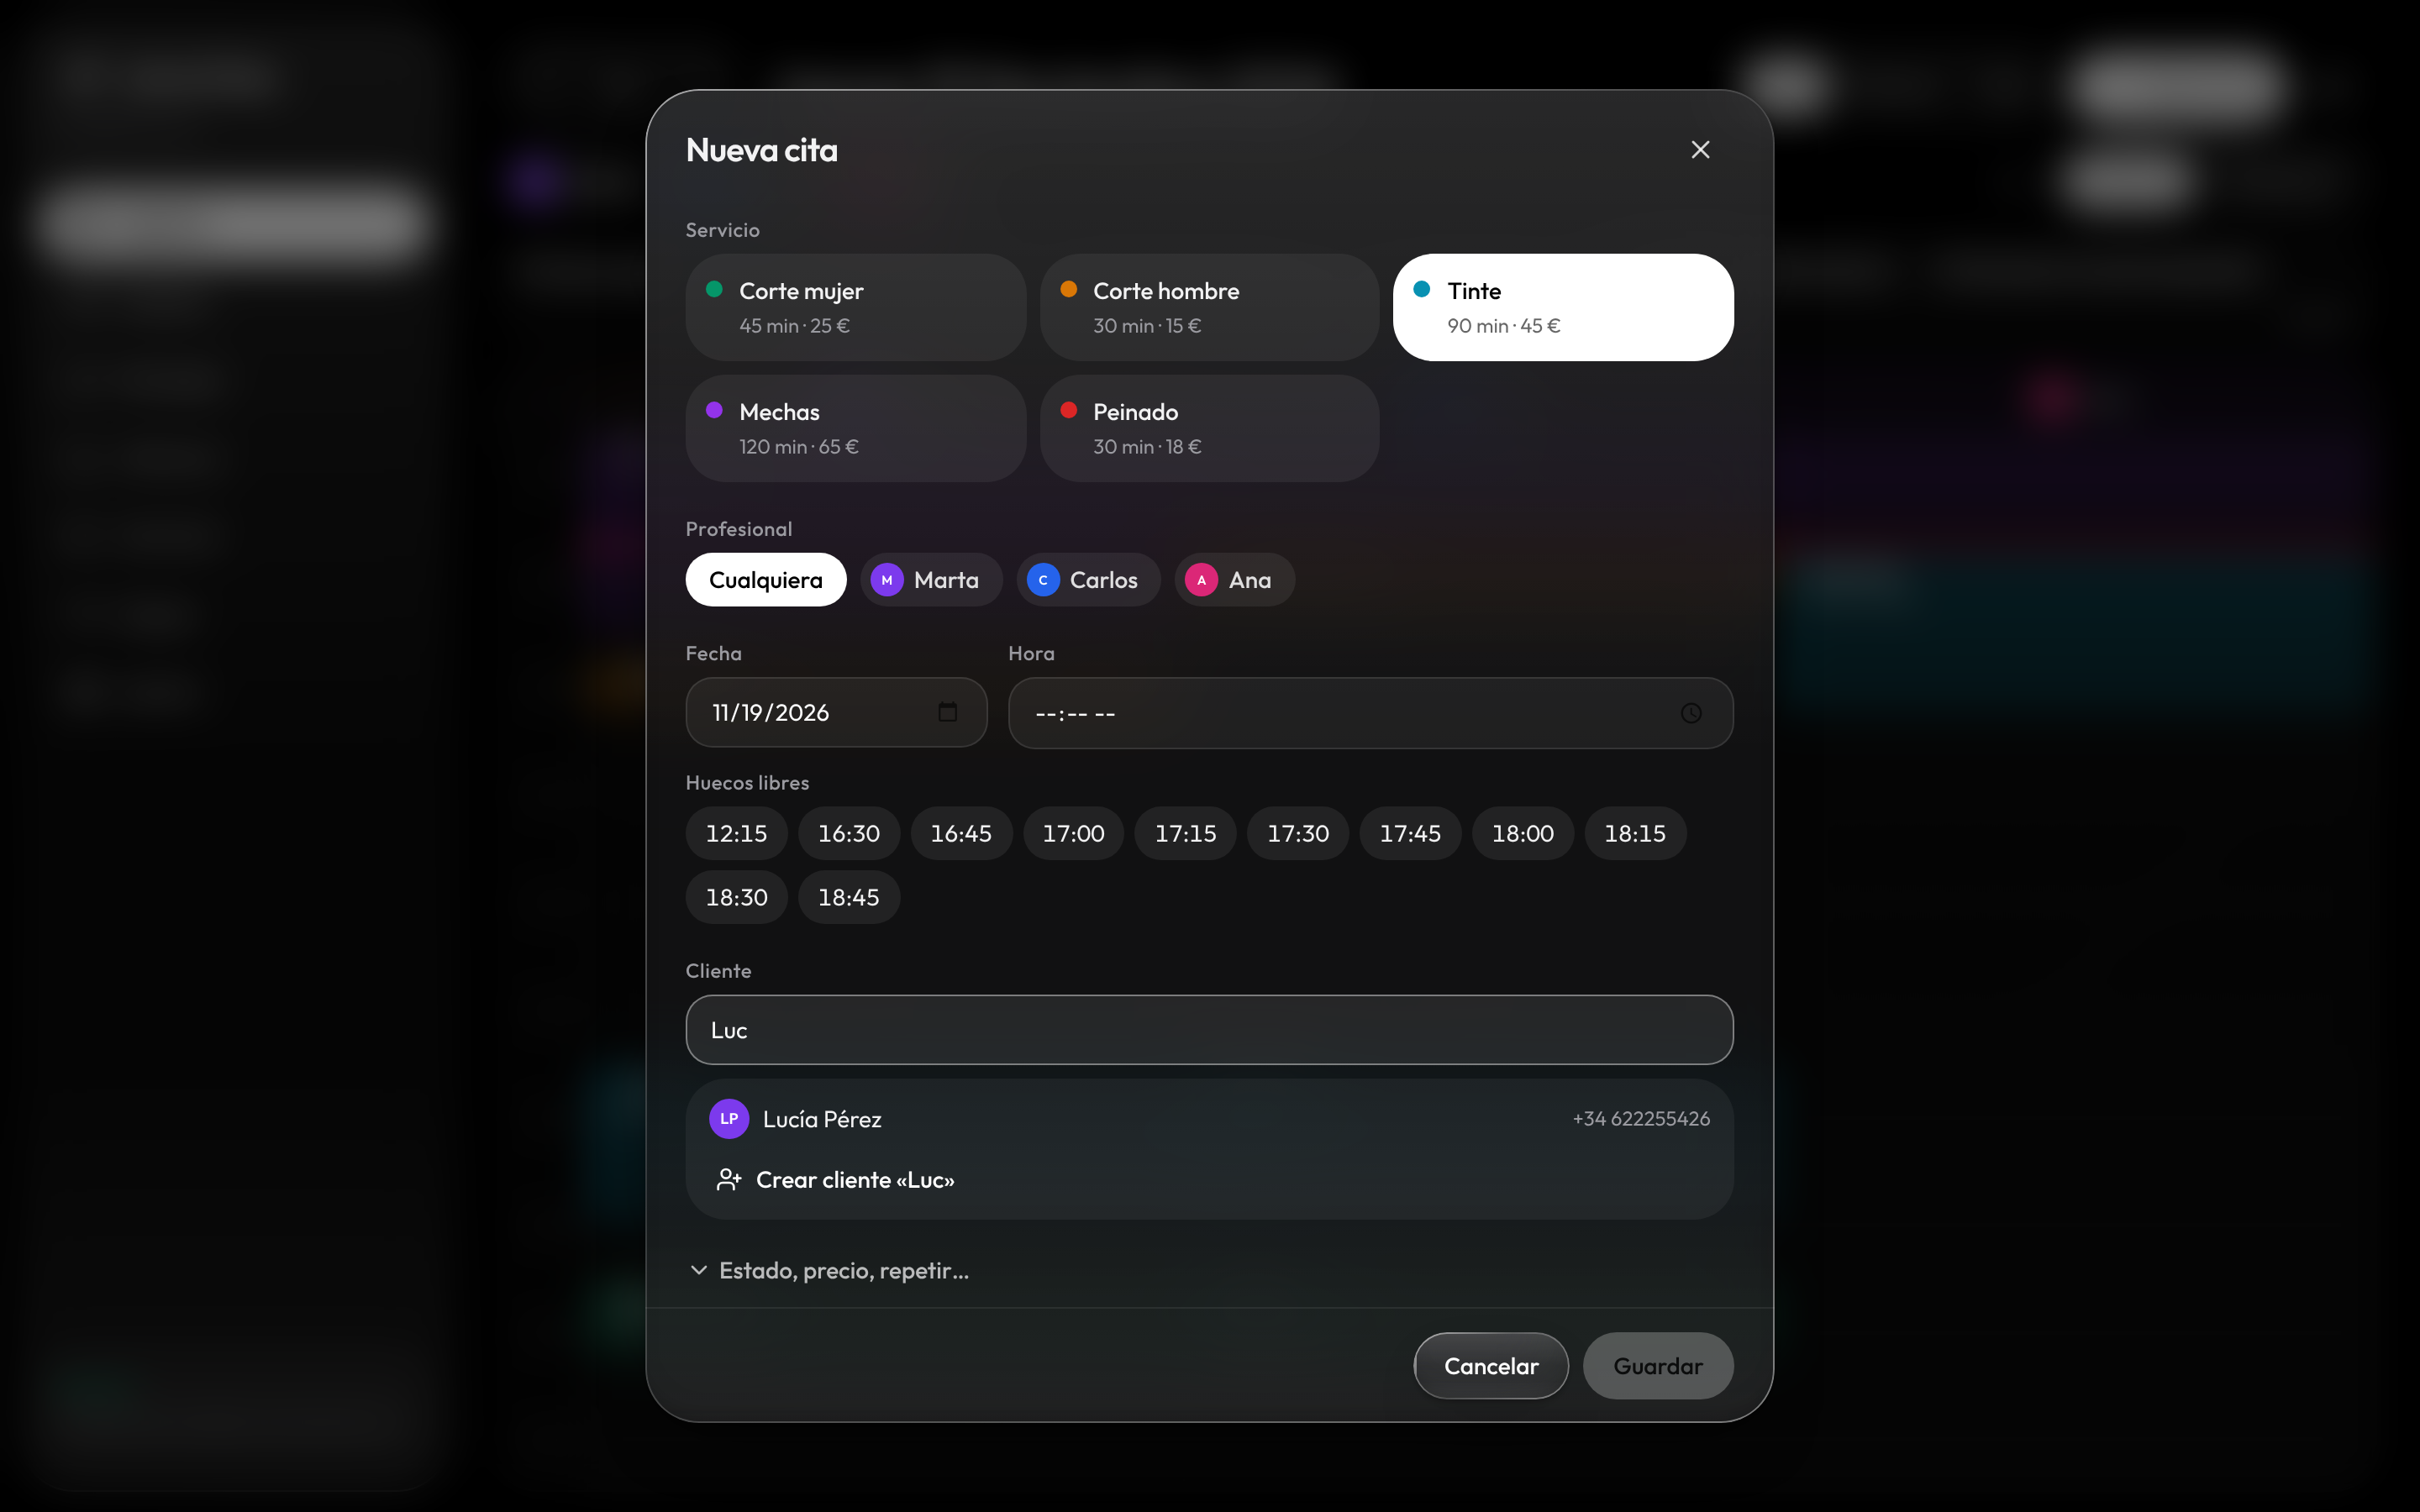 Nueva cita
Servicio
Corte mujer
45 min · 25 €
Corte hombre
30 min · 15 €
Tinte
90 min · 45 €
Mechas
120 min · 65 €
Peinado
30 min · 18 €
Profesional
Cualquiera
M Marta
C Carlos
A Ana
Fecha
Hora
11/19/2026
--:-- --
Huecos libres
12:15 16:30 16:45 17:00 17:15 17:30 17:45 18:00 18:15
18:30 18:45
Cliente
Luc
LP Lucía Pérez +34 622255426
Crear cliente «Luc»
Estado, precio, repetir...
Cancelar Guardar